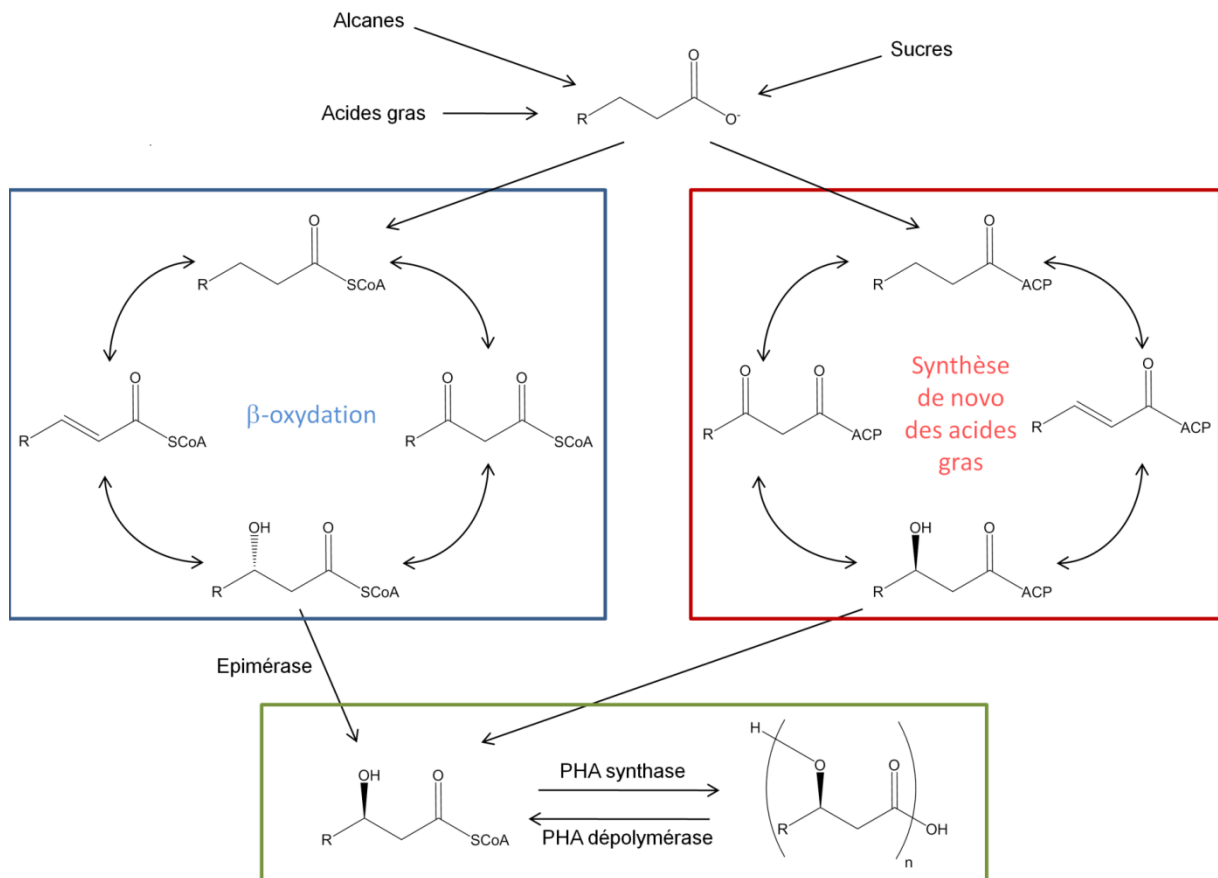 Alcanes
Sucres
Acides gras
O
R
O-
O
R
SCoA
O
R
ACP
O
R
SCoA
β-oxydation
O
O
R
SCoA
O
O
R
ACP
Synthèse
de novo
des acides
gras
O
R
ACP
OH
O
R
SCoA
OH
O
R
ACP
Epimérase
OH
O
R
SCoA
PHA synthase
PHA dépolymérase
H
O
O
R
OH
n